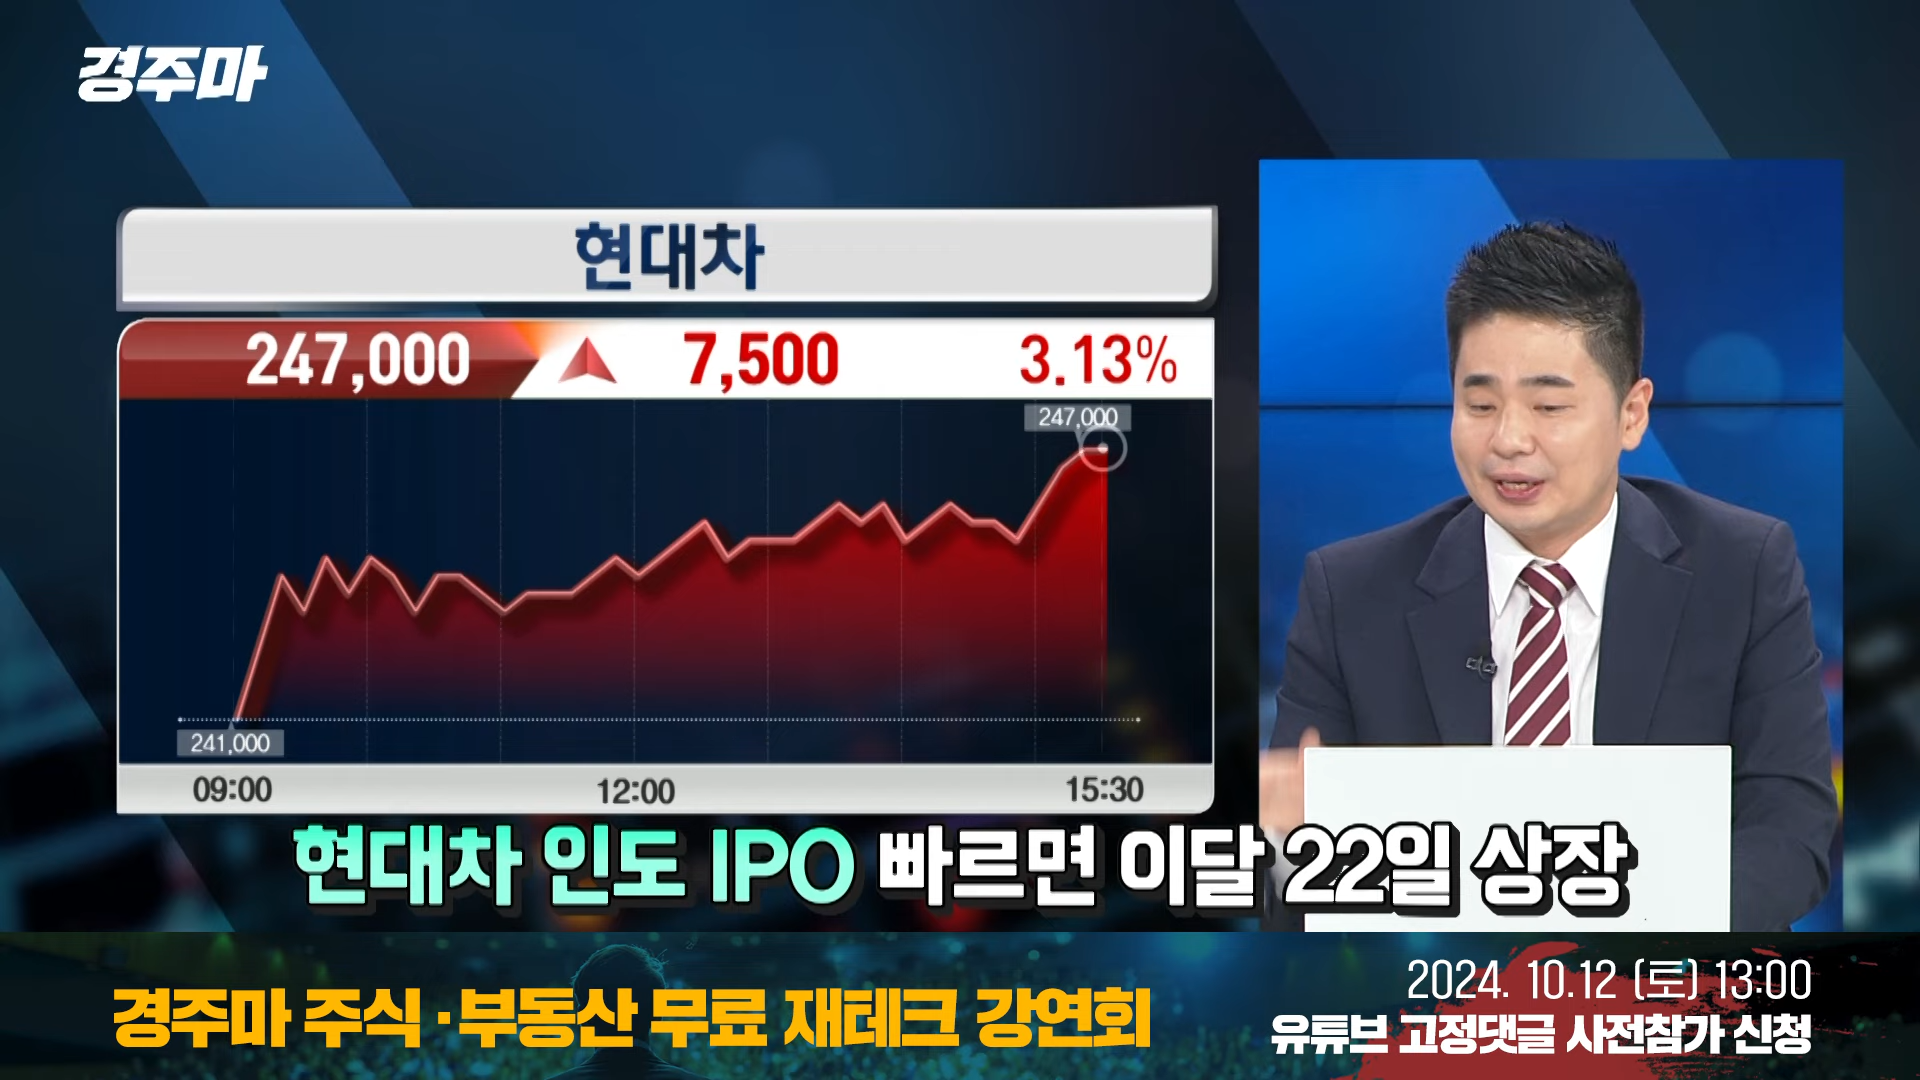 경주마
현대차
247,000 7,500 3.13%
247,000
241,000
09:00 12:00 15:30
현대차 인도 IPO 빠르면 이달 22일 상장
경주마 주식·부동산 무료 재테크 강연회
2024. 10.12 (토) 13:00
유튜브 고정댓글 사전참가 신청